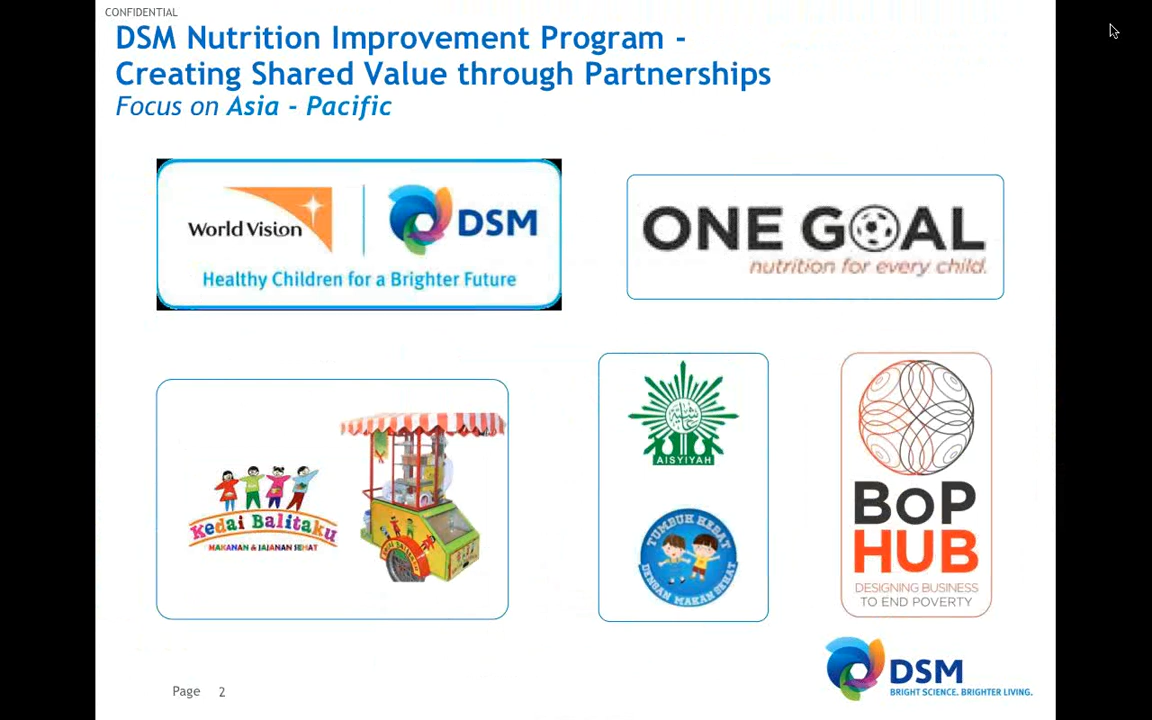 CONFIDENTIAL
DSM Nutrition Improvement Program -
Creating Shared Value through Partnerships
Focus on Asia - Pacific
World Vision
DSM
Healthy Children for a Brighter Future
ONE GOAL
nutrition for every child.
Kedai Balitaku
MAKANAN & JAJANAN SEHAT
AISYIYAH
TUMBUH HEBAT
DENGAN MAKAN SEHAT
BoP
HUB
DESIGNING BUSINESS
TO END POVERTY
DSM
BRIGHT SCIENCE. BRIGHTER LIVING.
Page 2